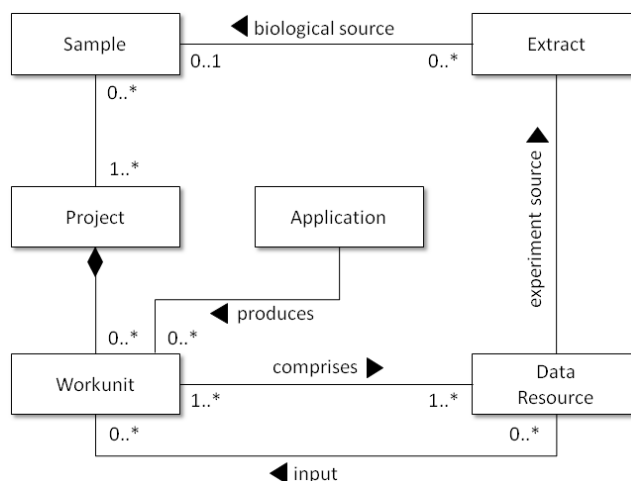 Sample
biological source
Extract
0..1
0..*
0..*
1..*
experiment source
Project
Application
produces
0..*
0..*
Workunit
comprises
Data
Resource
1..*
1..*
0..*
0..*
input